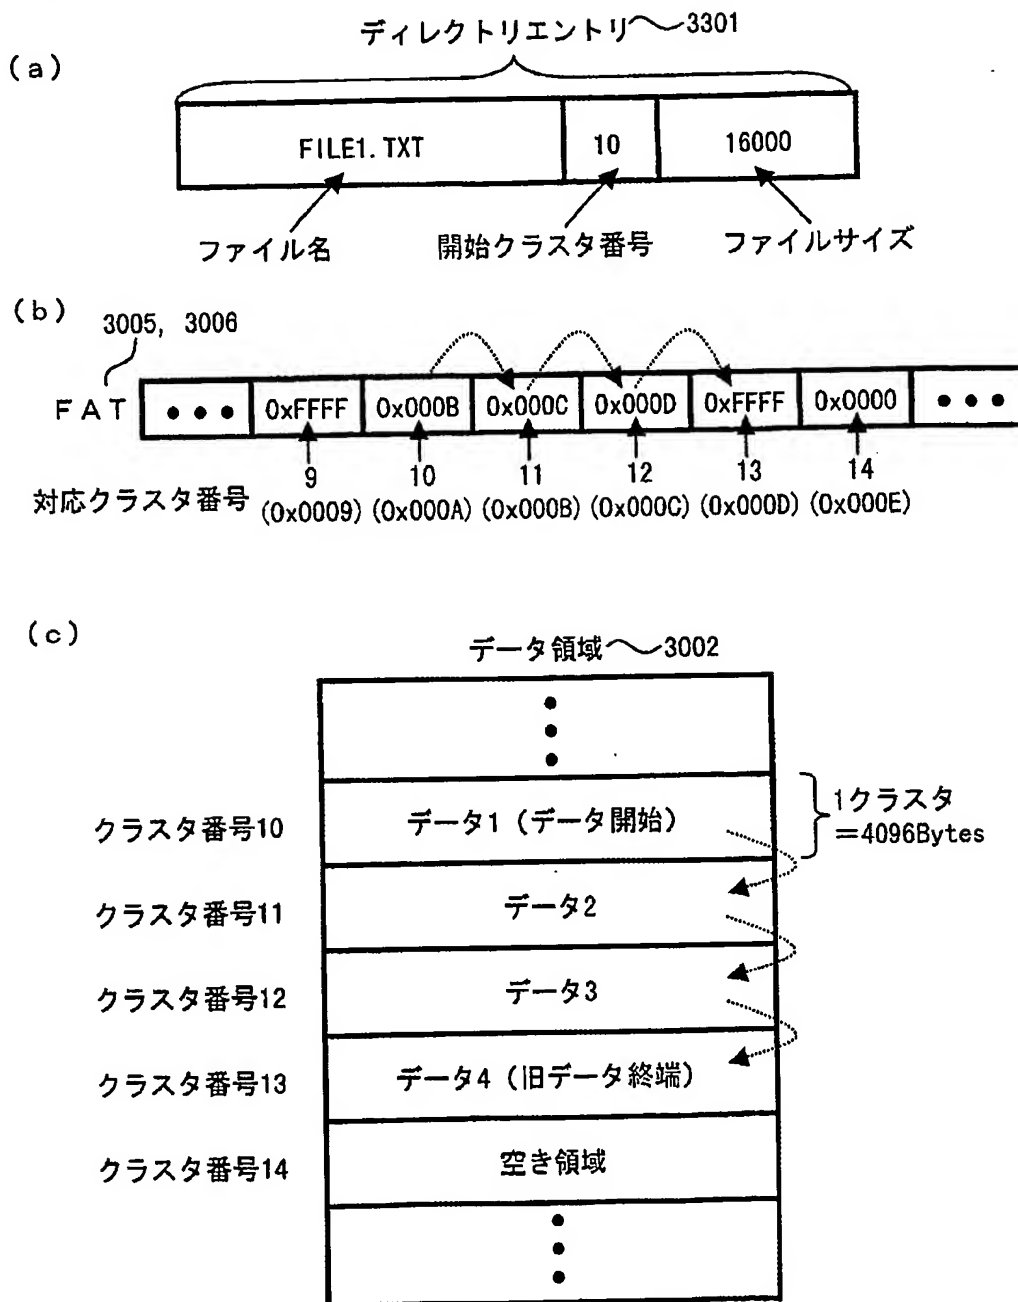 (a)
ディレクトリエントリ 3301
FILE1.TXT 10 16000
ファイル名 開始クラスタ番号 ファイルサイズ
(b)
3005, 3006
FAT ●●● 0xFFFF 0x000B 0x000C 0x000D 0xFFFF 0x0000 ●●●
9 10 11 12 13 14
対応クラスタ番号 (0x0009) (0x000A) (0x000B) (0x000C) (0x000D) (0x000E)
(c)
データ領域 3002
クラスタ番号10 データ1(データ開始) 1クラスタ
=4096Bytes
クラスタ番号11 データ2
クラスタ番号12 データ3
クラスタ番号13 データ4(旧データ終端)
クラスタ番号14 空き領域